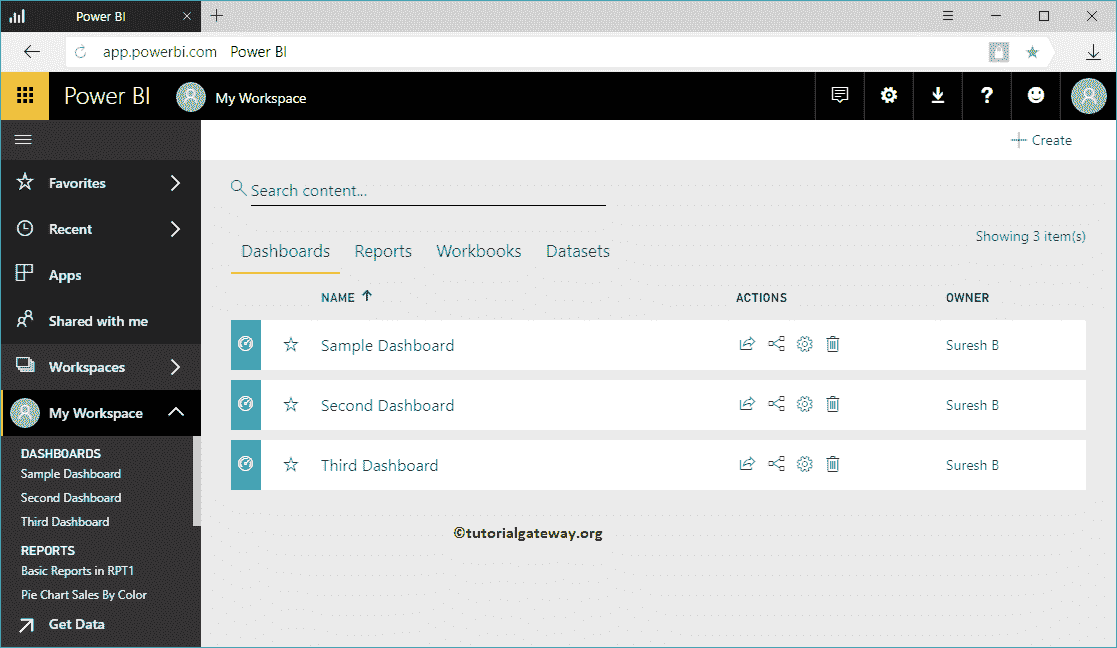 Power BI
app.powerbi.com Power BI
Power BI My Workspace
Create
Favorites
Recent
Apps
Shared with me
Workspaces
My Workspace
DASHBOARDS
Sample Dashboard
Second Dashboard
Third Dashboard
REPORTS
Basic Reports in RPT1
Pie Chart Sales By Color
Get Data
Search content...
Showing 3 item(s)
Dashboards Reports Workbooks Datasets
NAME ACTIONS OWNER
Sample Dashboard Suresh B
Second Dashboard Suresh B
Third Dashboard Suresh B
©tutorialgateway.org